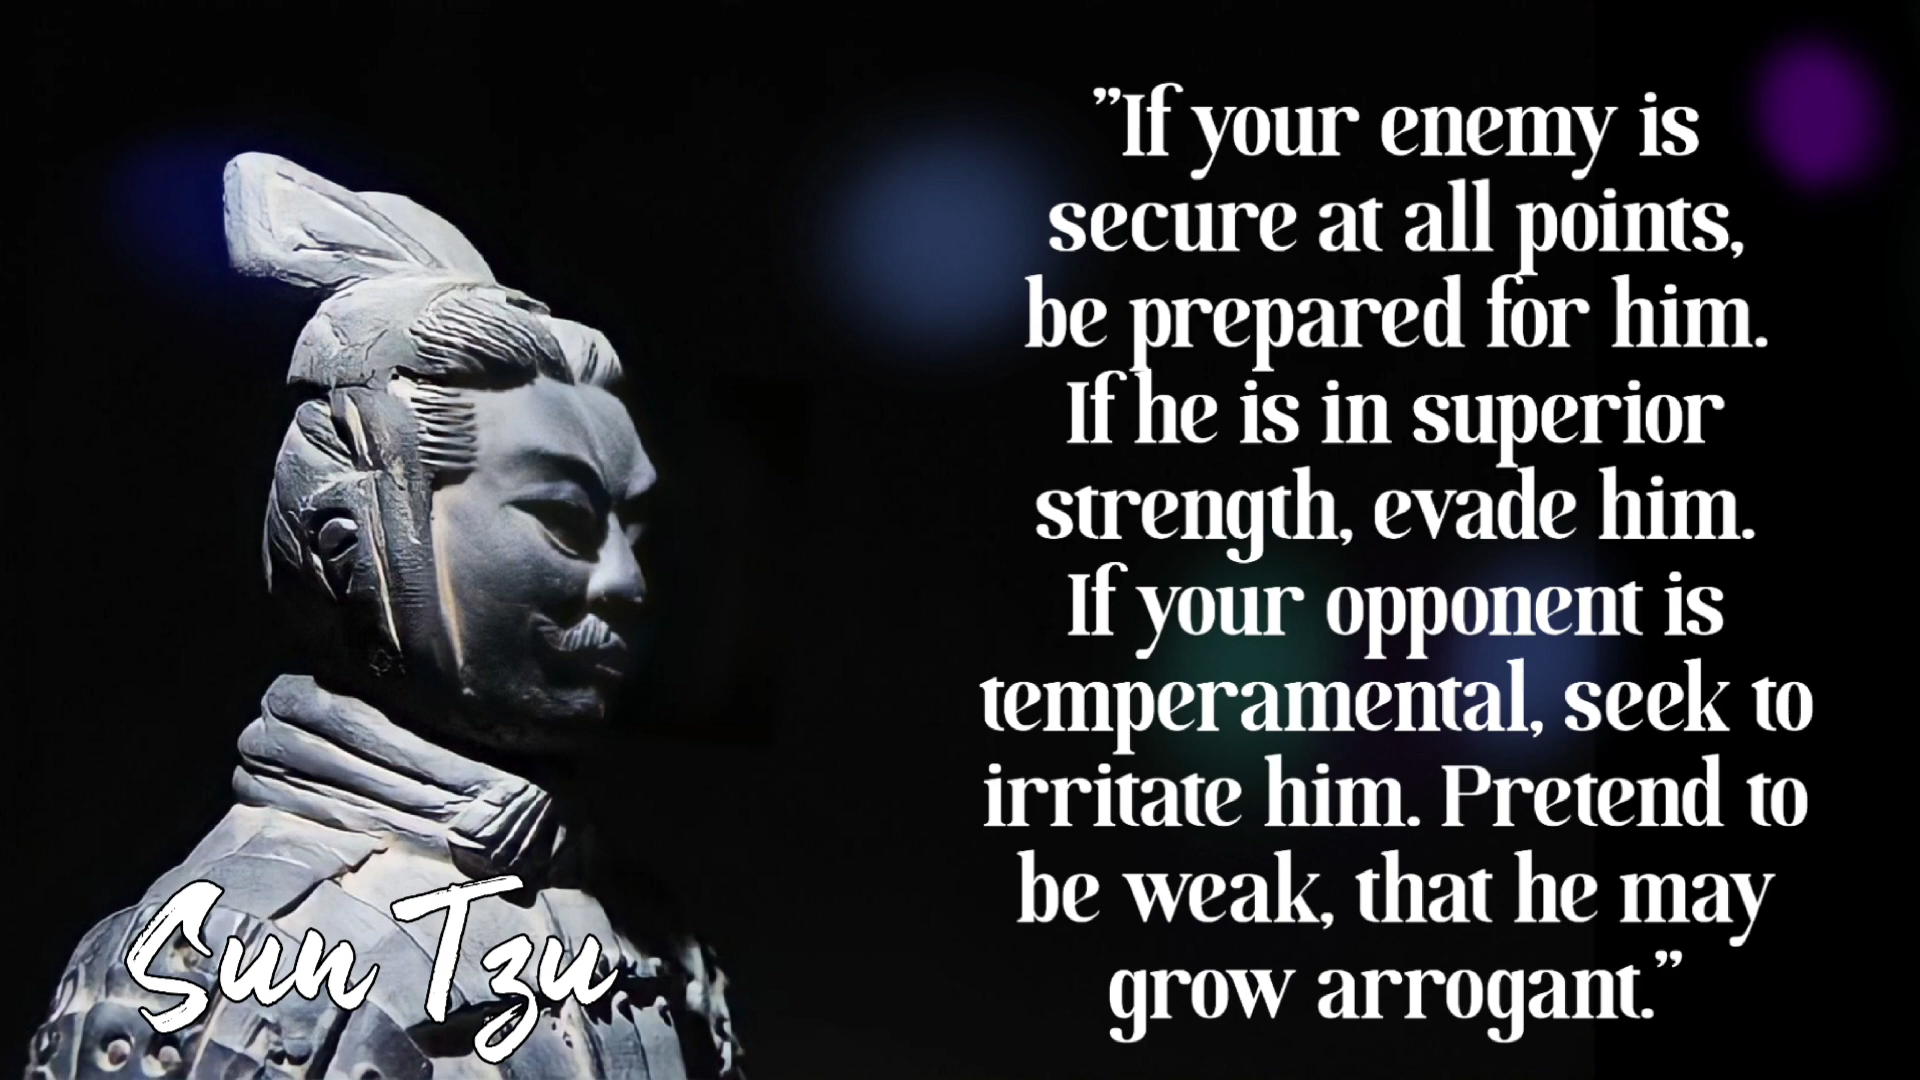 ”If your enemy is
secure at all points,
be prepared for him.
If he is in superior
strength, evade him.
If your opponent is
temperamental, seek to
irritate him. Pretend to
be weak, that he may
grow arrogant.”
Sun Tzu